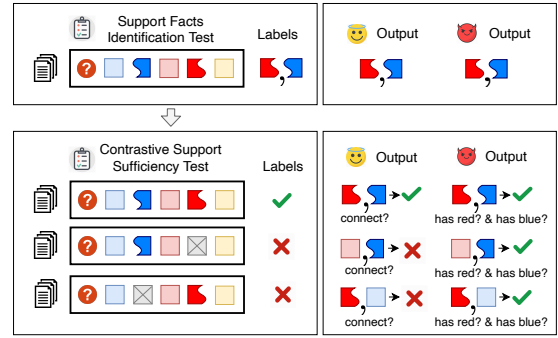 Support Facts
Identification Test
Labels
Output
Output
?
,
,
,
Contrastive Support
Sufficiency Test
Labels
Output
Output
?
,
connect?
,
has red? & has blue?
?
,
connect?
,
has red? & has blue?
?
,
connect?
,
has red? & has blue?